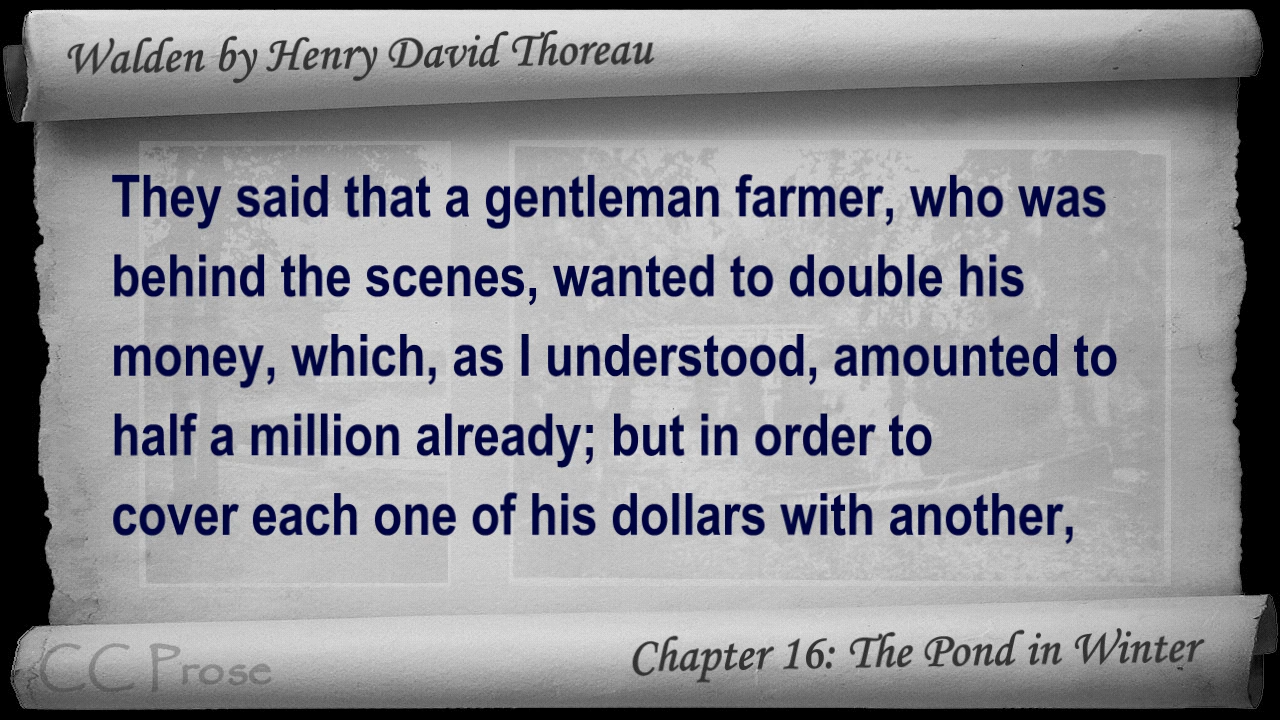 Walden by Henry David Thoreau
They said that a gentleman farmer, who was
behind the scenes, wanted to double his
money, which, as I understood, amounted to
half a million already; but in order to
cover each one of his dollars with another,
CC Prose
Chapter 16: The Pond in Winter